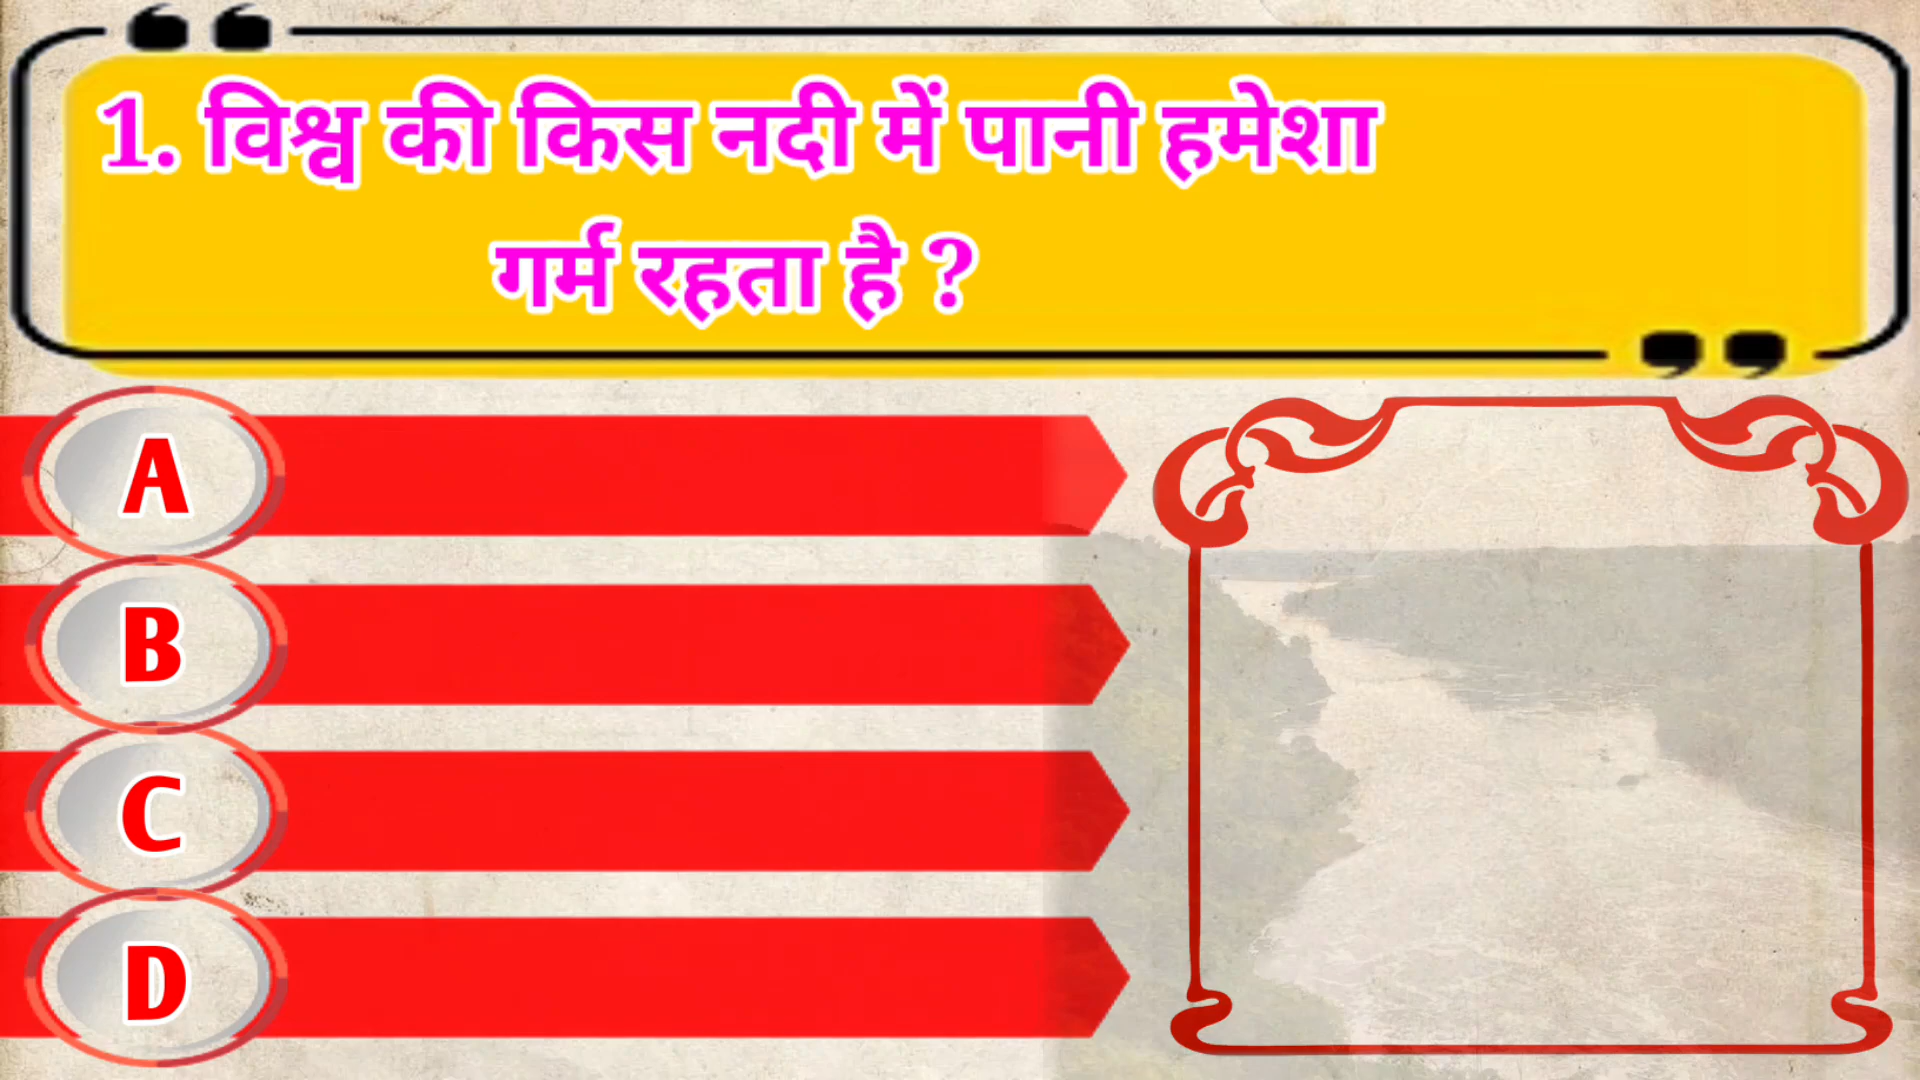 1. विश्व की किस नदी में पानी हमेशा
गर्म रहता है ?
A
B
C
D